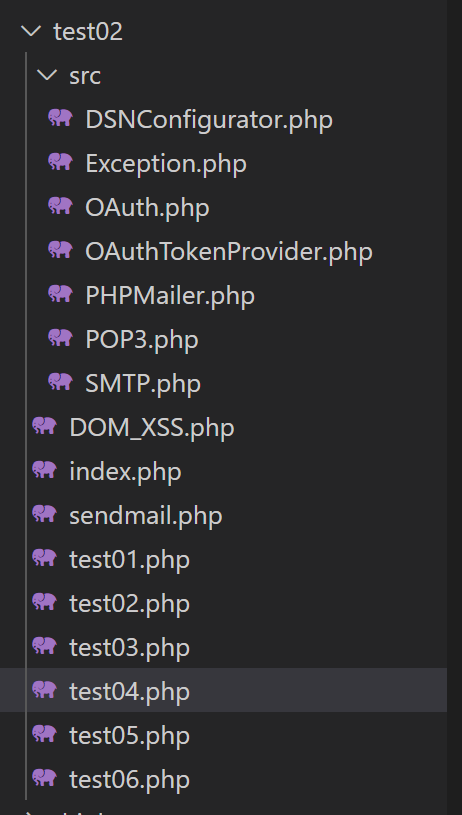 test02
src
DSNConfigurator.php
Exception.php
OAuth.php
OAuthTokenProvider.php
PHPMailer.php
POP3.php
SMTP.php
DOM_XSS.php
index.php
sendmail.php
test01.php
test02.php
test03.php
test04.php
test05.php
test06.php